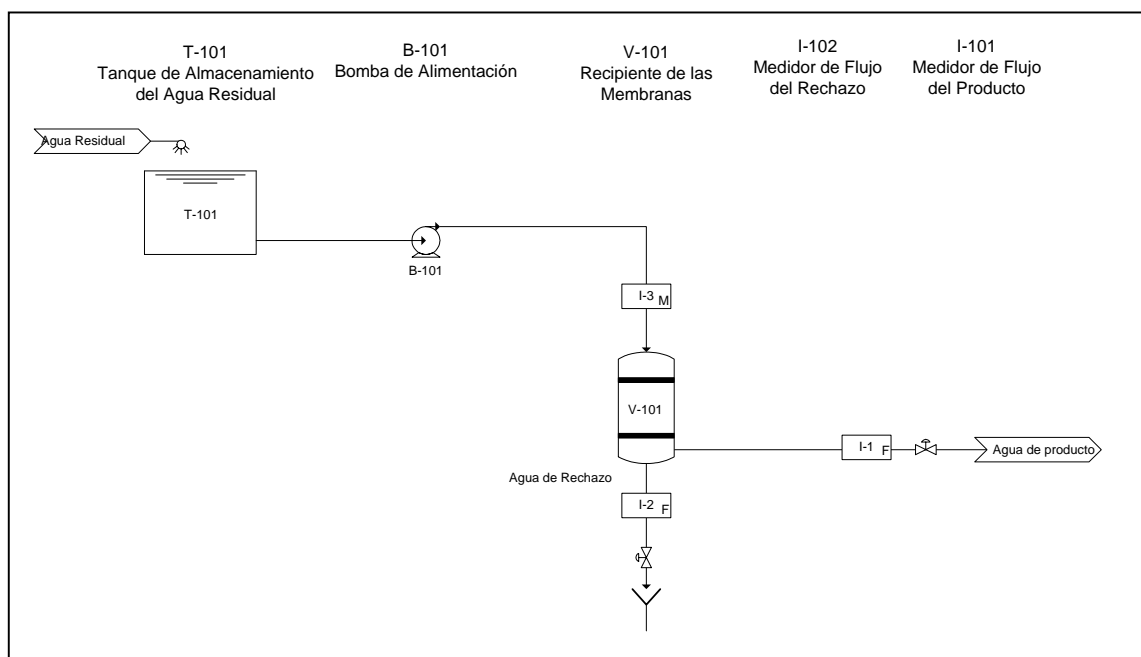 T-101
Tanque de Almacenamiento
del Agua Residual
B-101
Bomba de Alimentación
V-101
Recipiente de las
Membranas
I-102
Medidor de Flujo
del Rechazo
I-101
Medidor de Flujo
del Producto
Agua Residual
T-101
B-101
I-3 M
V-101
I-1 F
Agua de producto
Agua de Rechazo
I-2 F